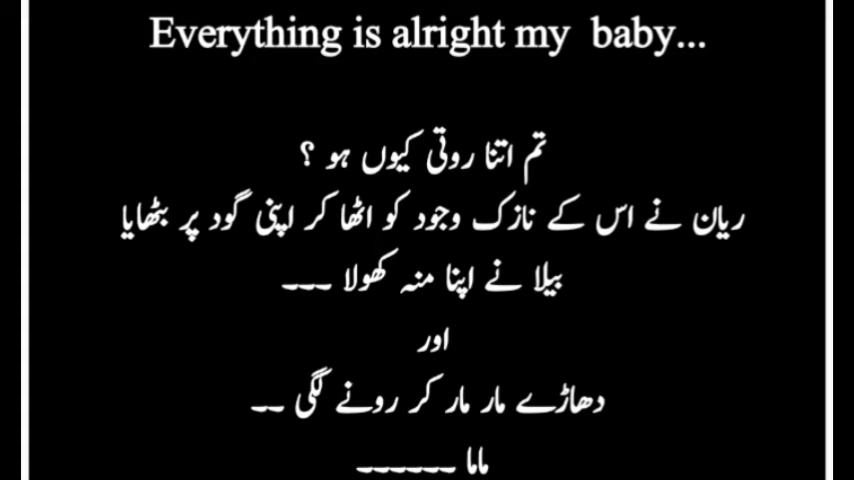 Everything is alright my baby...
تم اتنا روتی کیوں ہو ؟
ریان نے اس کے نازک وجود کو اٹھا کر اپنی گود پر بٹھایا
بیلا نے اپنا منہ کھولا ---
اور
دھاڑے مار مار کر رونے لگی --
ماما ------